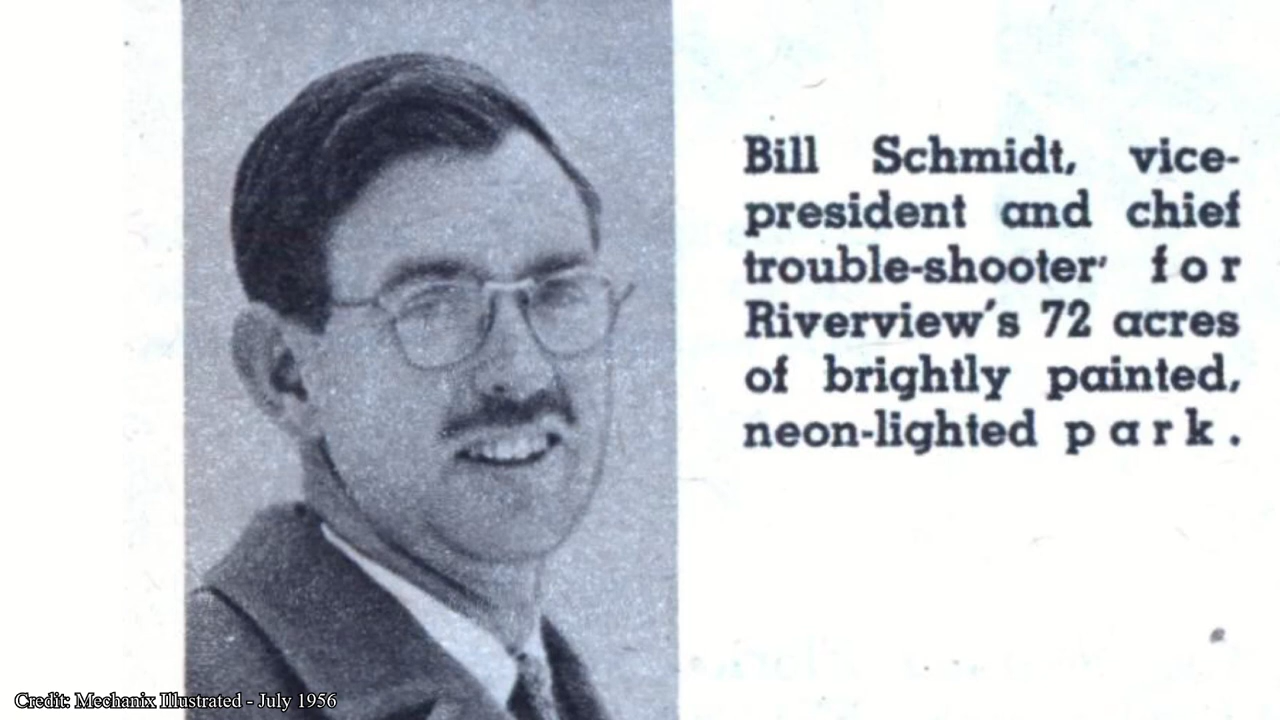 Bill Schmidt, vice-
president and chief
trouble-shooter for
Riverview's 72 acres
of brightly painted,
neon-lighted park.
Credit: Mechanix Illustrated - July 1956